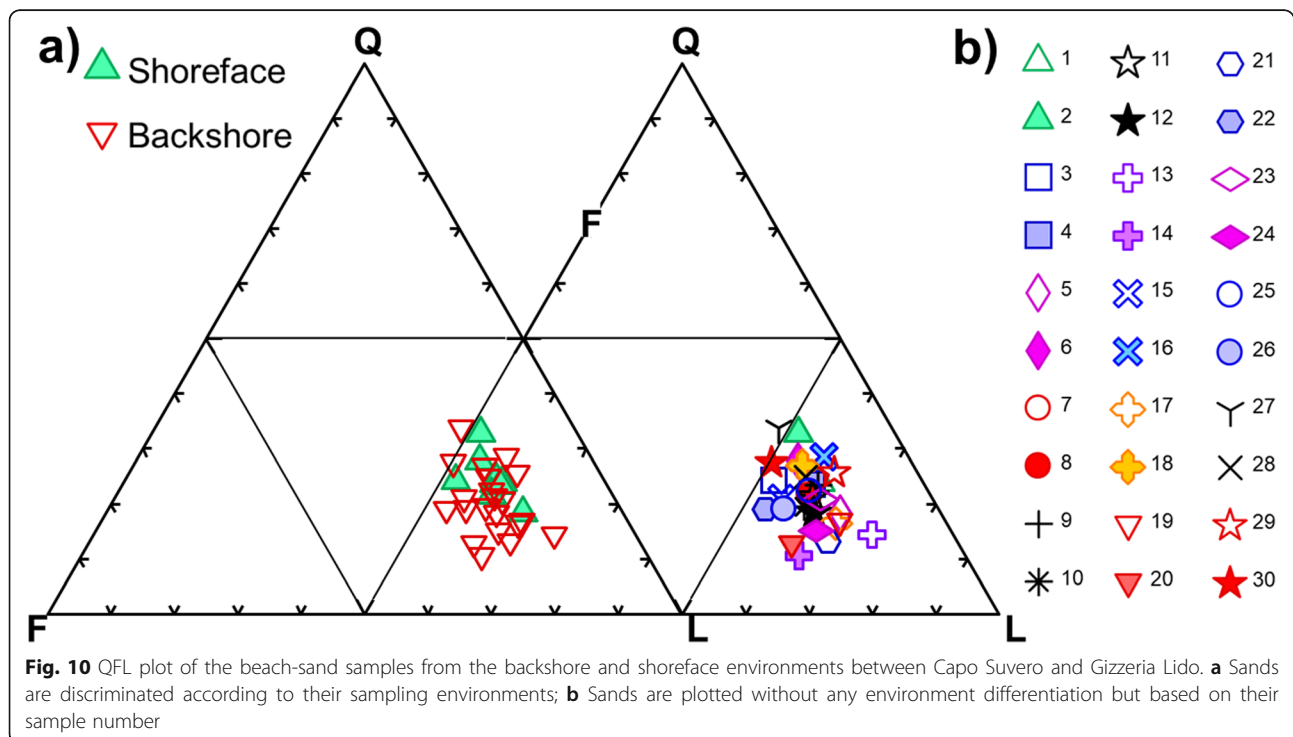 a)
Shoreface
Backshore
Q
Q
F
F
L
L
b)
1
2
3
4
5
6
7
8
9
10
11
12
13
14
15
16
17
18
19
20
21
22
23
24
25
26
27
28
29
30
Fig. 10 QFL plot of the beach-sand samples from the backshore and shoreface environments between Capo Suvero and Gizzeria Lido. a Sands
are discriminated according to their sampling environments; b Sands are plotted without any environment differentiation but based on their
sample number